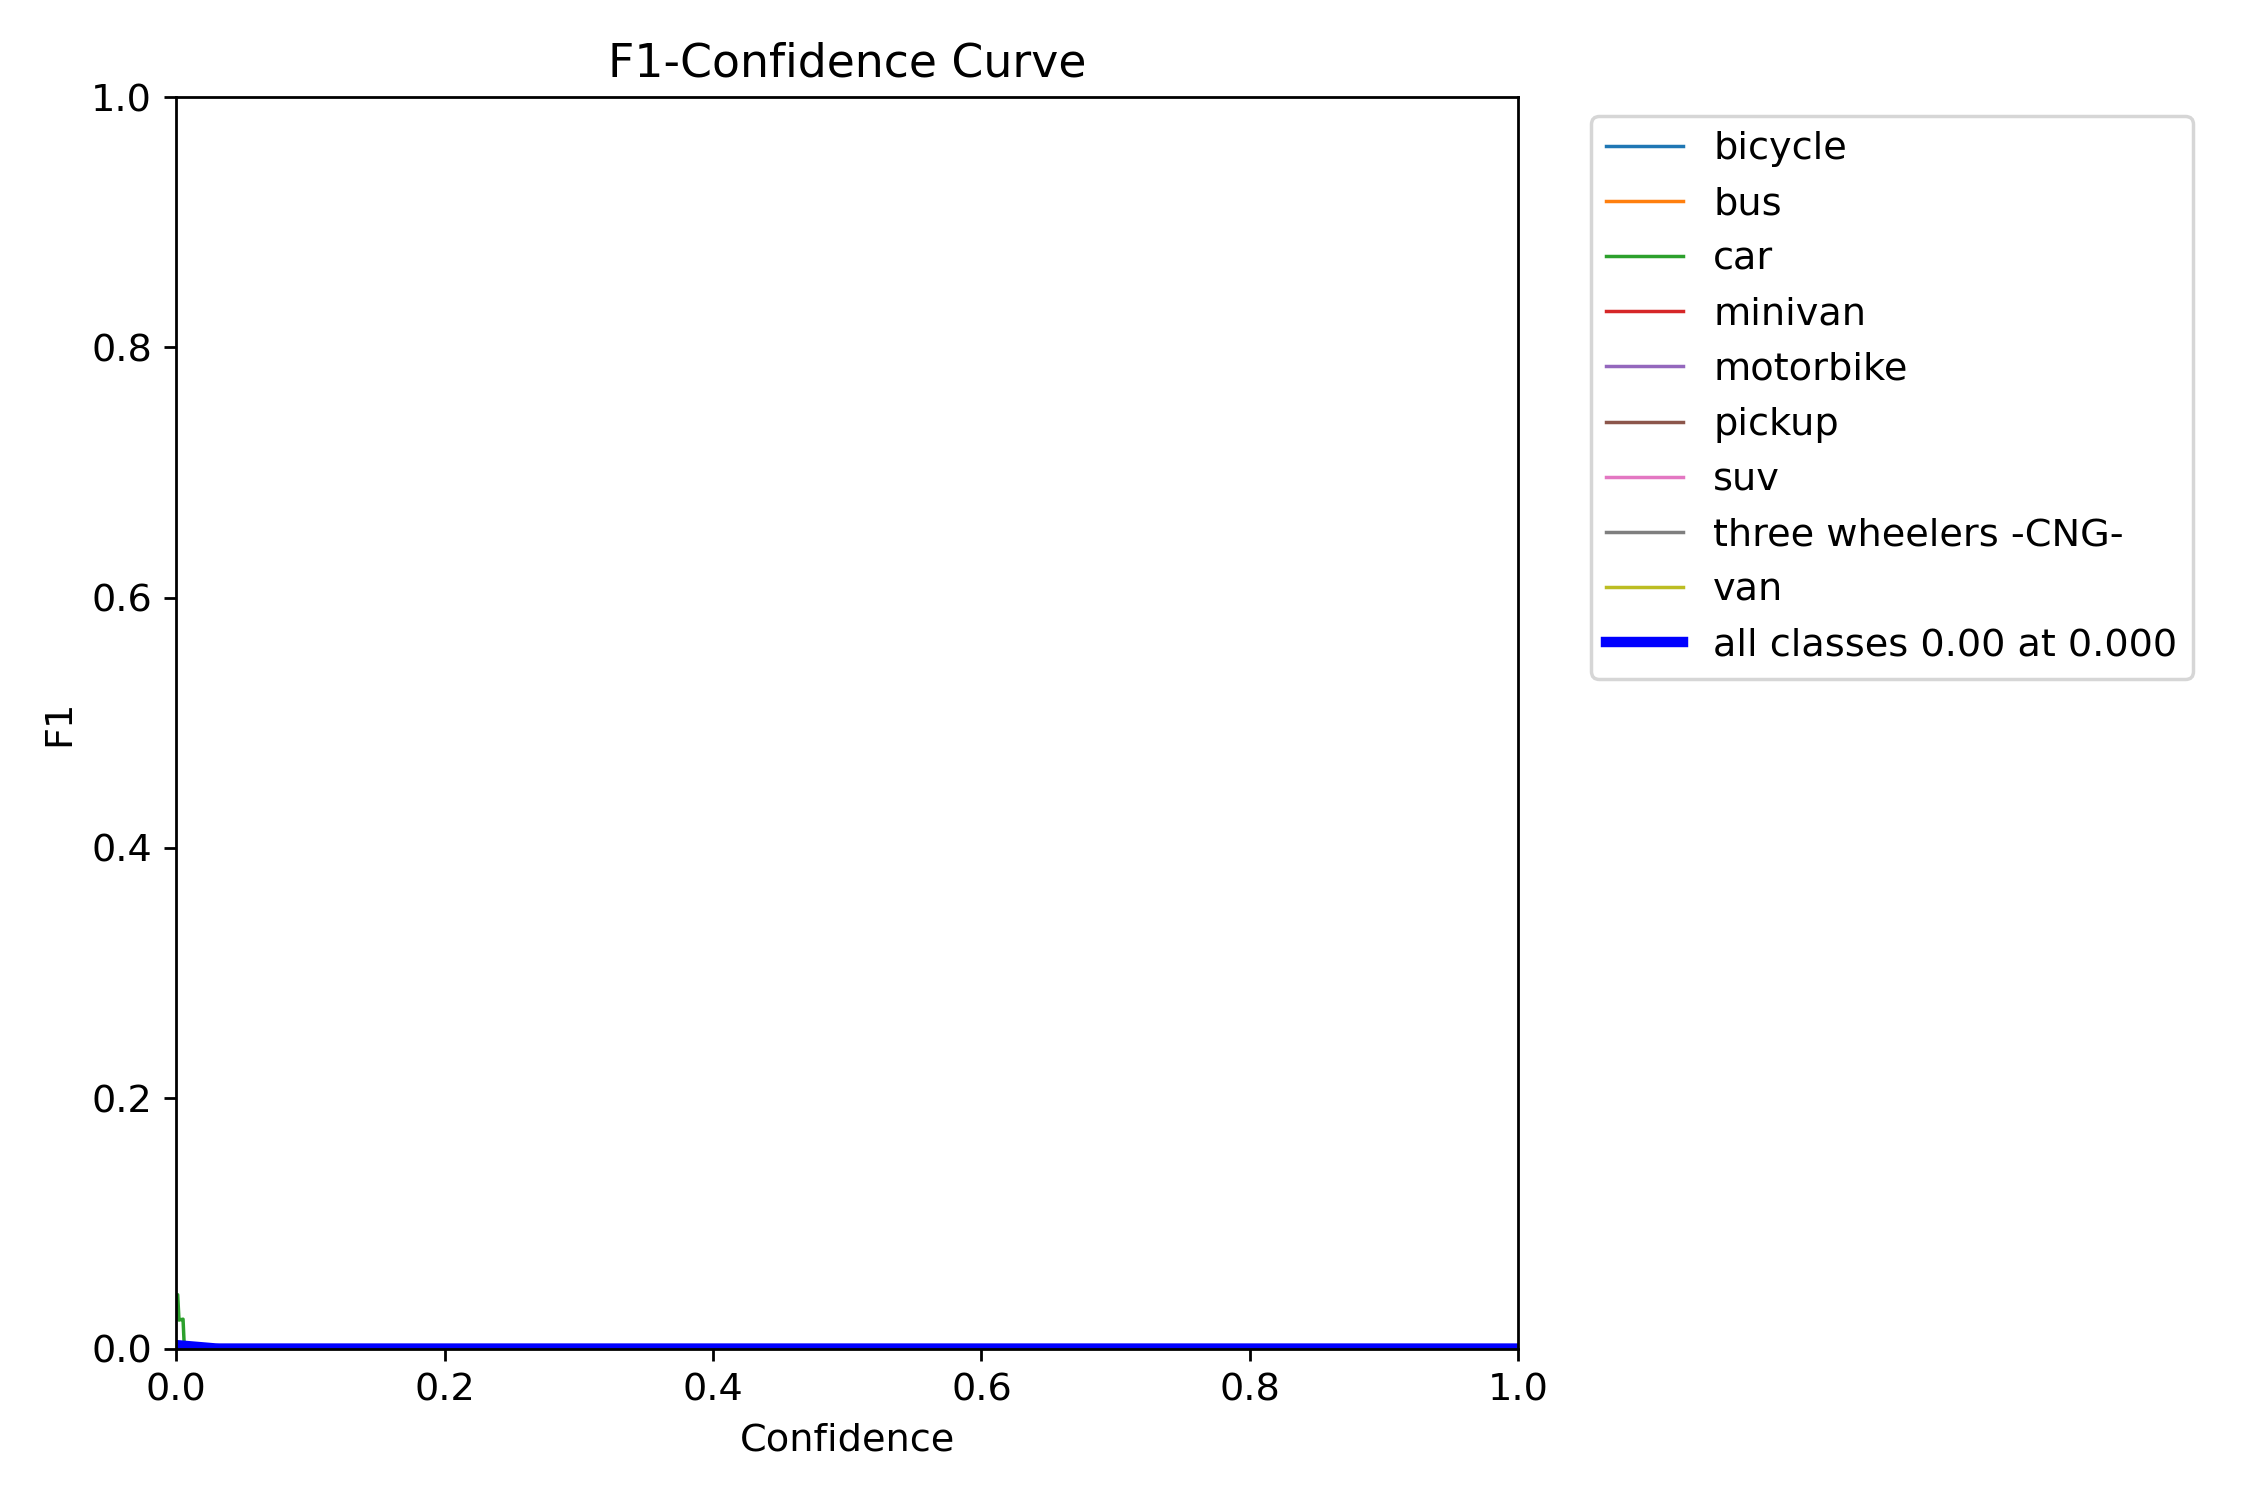 F1-Confidence Curve
1.0
0.8
0.6
0.4
0.2
0.0
F1
0.0 0.2 0.4 0.6 0.8 1.0
Confidence
bicycle
bus
car
minivan
motorbike
pickup
suv
three wheelers -CNG-
van
all classes 0.00 at 0.000